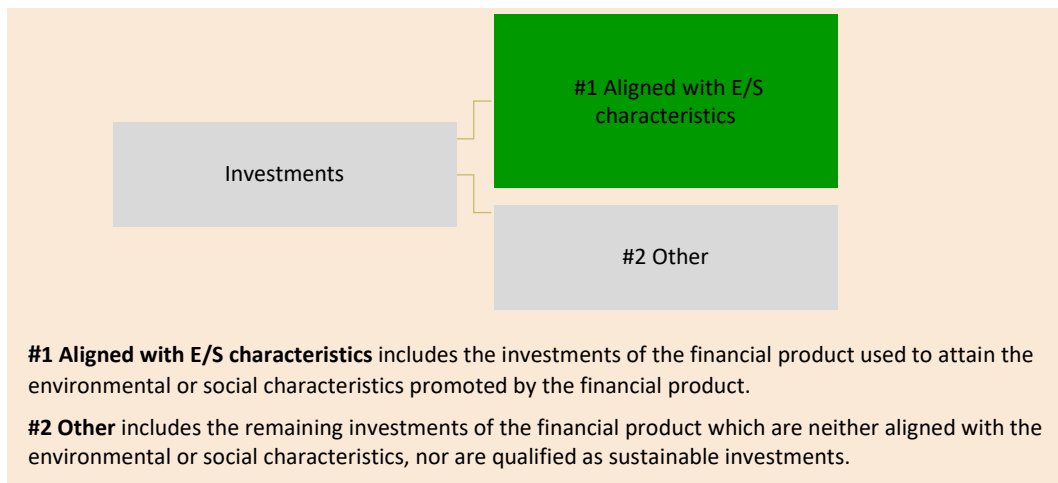 #1 Aligned with E/S
characteristics
Investments
#2 Other
#1 Aligned with E/S characteristics includes the investments of the financial product used to attain the
environmental or social characteristics promoted by the financial product.
#2 Other includes the remaining investments of the financial product which are neither aligned with the
environmental or social characteristics, nor are qualified as sustainable investments.